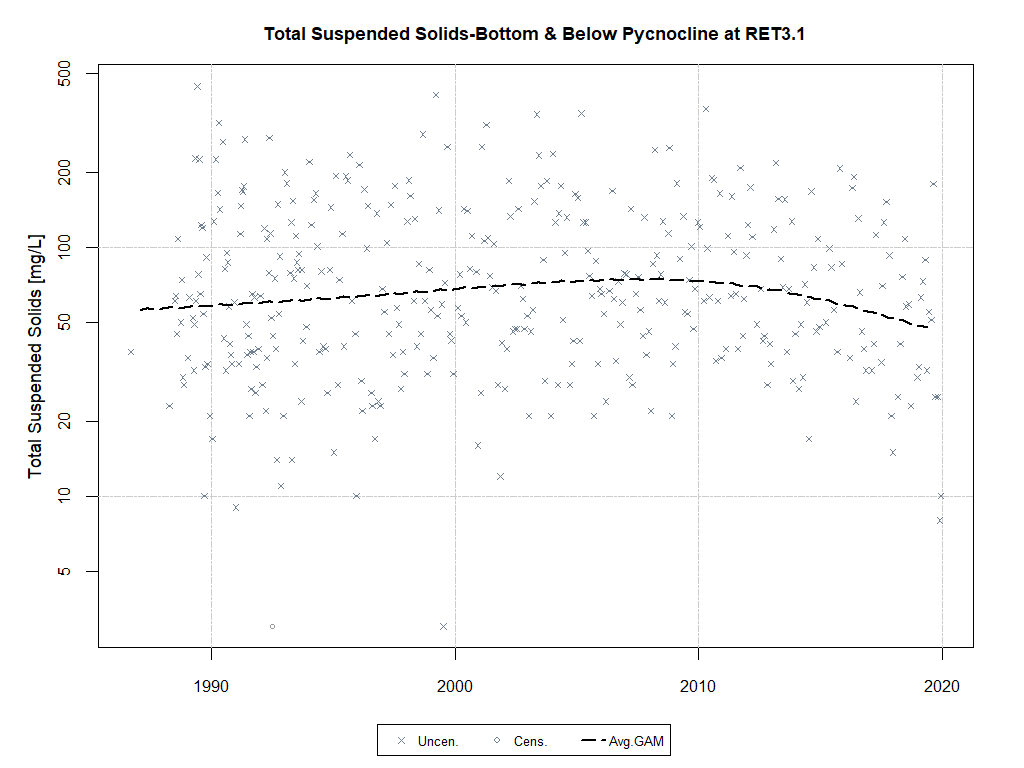 Total Suspended Solids-Bottom & Below Pycnocline at RET3.1
Total Suspended Solids [mg/L]
500
200
100
50
20
10
5
1990 2000 2010 2020
Uncen. Cens. Avg.GAM